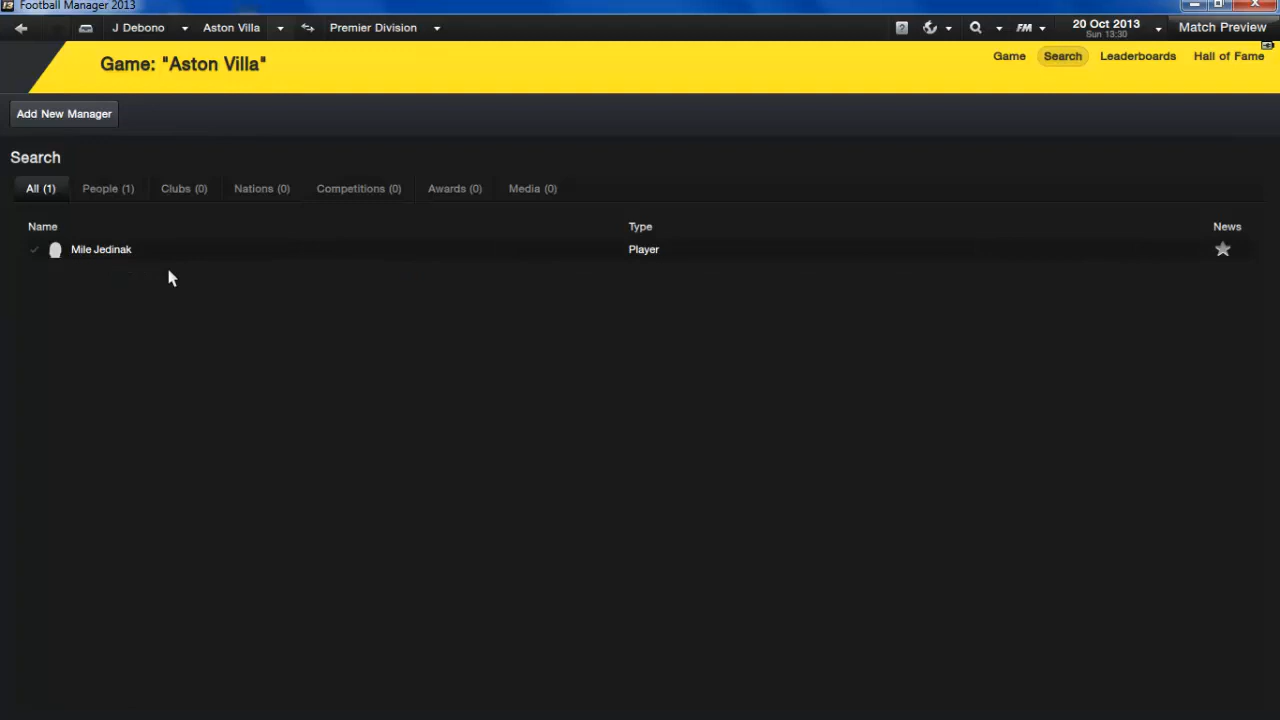 Football Manager 2013
J Debono Aston Villa Premier Division FM 20 Oct 2013 Match Preview
Sun 13:30
Game: "Aston Villa" Game Search Leaderboards Hall of Fame
Add New Manager
Search
All (1) People (1) Clubs (0) Nations (0) Competitions (0) Awards (0) Media (0)
Name Type News
Mile Jedinak Player